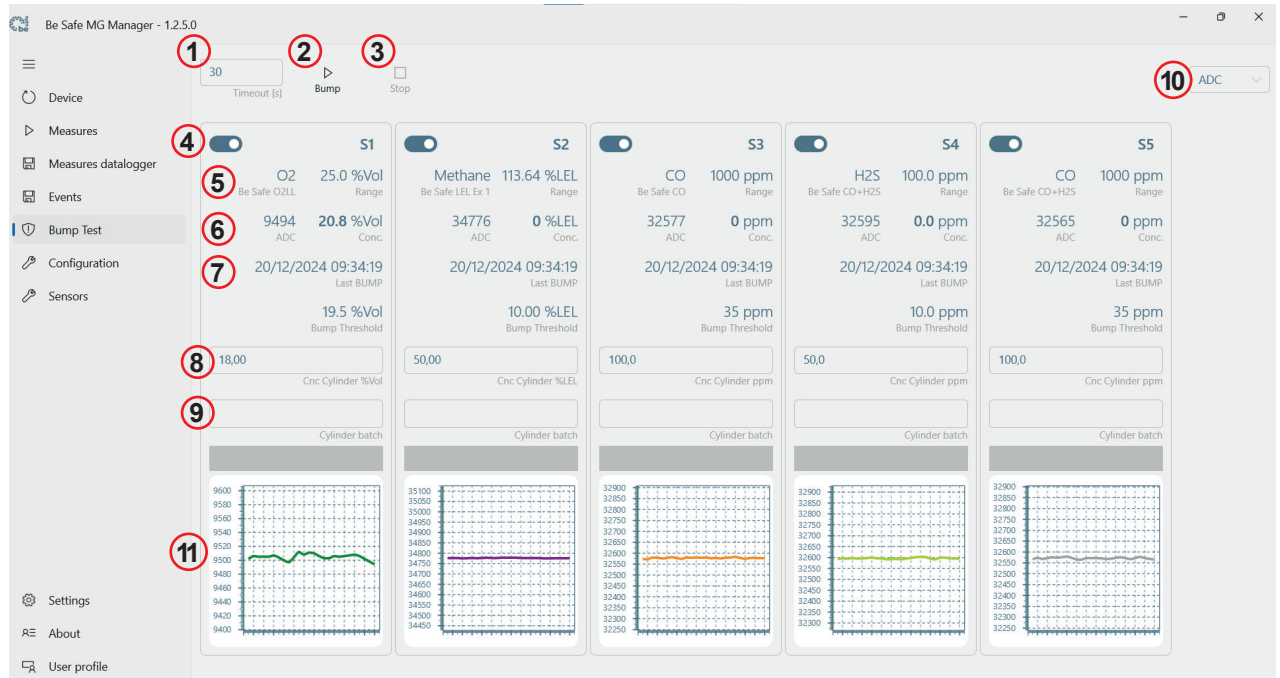 Be Safe MG Manager - 1.2.5.0
1
2
3
30
Timeout [s]
Bump
Stop
10
ADC
Device
Measures
Measures datalogger
Events
Bump Test
Configuration
Sensors
Settings
About
User profile
4
S1
5
O2 25.0 %Vol
Be Safe O2LL Range
6
9494 20.8 %Vol
ADC Conc.
7
20/12/2024 09:34:19
Last BUMP
19.5 %Vol
Bump Threshold
8
18,00
Cnc Cylinder %Vol
9
Cylinder batch
11
9600
9580
9560
9540
9520
9500
9480
9460
9440
9420
9400
S2
Methane 113.64 %LEL
Be Safe LEL Ex 1 Range
34776 0 %LEL
ADC Conc.
20/12/2024 09:34:19
Last BUMP
10.00 %LEL
Bump Threshold
50,00
Cnc Cylinder %LEL
Cylinder batch
35100
35050
35000
34950
34900
34850
34800
34750
34700
34650
34600
34550
34500
34450
S3
CO 1000 ppm
Be Safe CO Range
32577 0 ppm
ADC Conc.
20/12/2024 09:34:19
Last BUMP
35 ppm
Bump Threshold
100,0
Cnc Cylinder ppm
Cylinder batch
32900
32850
32800
32750
32700
32650
32600
32550
32500
32450
32400
32350
32300
32250
S4
H2S 100.0 ppm
Be Safe CO+H2S Range
32595 0.0 ppm
ADC Conc.
20/12/2024 09:34:19
Last BUMP
10.0 ppm
Bump Threshold
50,0
Cnc Cylinder ppm
Cylinder batch
32900
32850
32800
32750
32700
32650
32600
32550
32500
32450
32400
32350
32300
S5
CO 1000 ppm
Be Safe CO+H2S Range
32565 0 ppm
ADC Conc.
20/12/2024 09:34:19
Last BUMP
35 ppm
Bump Threshold
100,0
Cnc Cylinder ppm
Cylinder batch
32900
32850
32800
32750
32700
32650
32600
32550
32500
32450
32400
32350
32300
32250